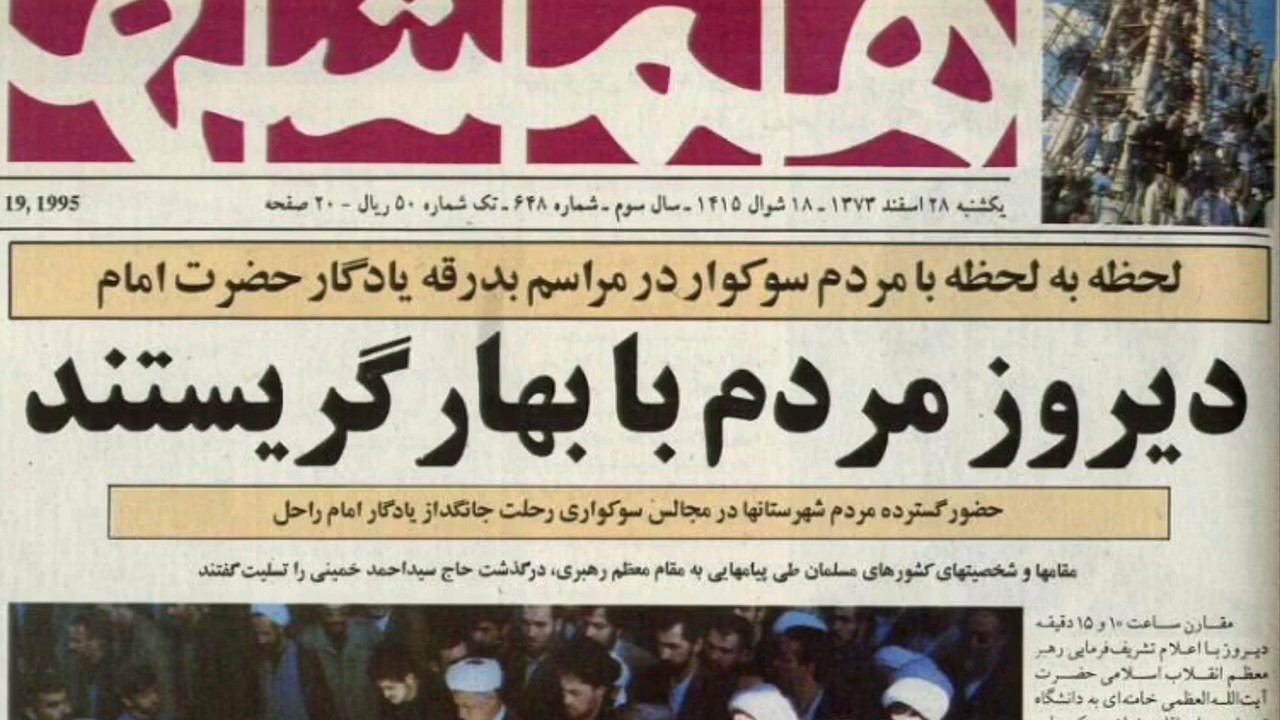 همشهر
یکشنبه ۲۸ اسفند ۱۳۷۳ ـ ۱۸ شوال ۱۴۱۵ ـ سال سوم ـ شماره ۶۴۸ ـ تک شماره ۵۰ ریال - ۲۰ صفحه
19, 1995
لحظه به لحظه با مردم سوکوار در مراسم بدرقه یادگار حضرت امام
دیروز مردم با بهار گریستند
حضور گسترده مردم شهرستانها در مجالس سوکواری رحلت جانگداز یادگار امام راحل
مقامها و شخصیتهای کشورهای مسلمان طی پیامهایی به مقام معظم رهبری، درگذشت حاج سیداحمد خمینی را تسلیت گفتند
مقارن ساعت ۱۰ و ۱۵ دقیقه
دیروز با اعلام تشریف‌فرمایی رهبر
معظم انقلاب اسلامی حضرت
آیت‌الله‌العظمی خامنه‌ای به دانشگاه